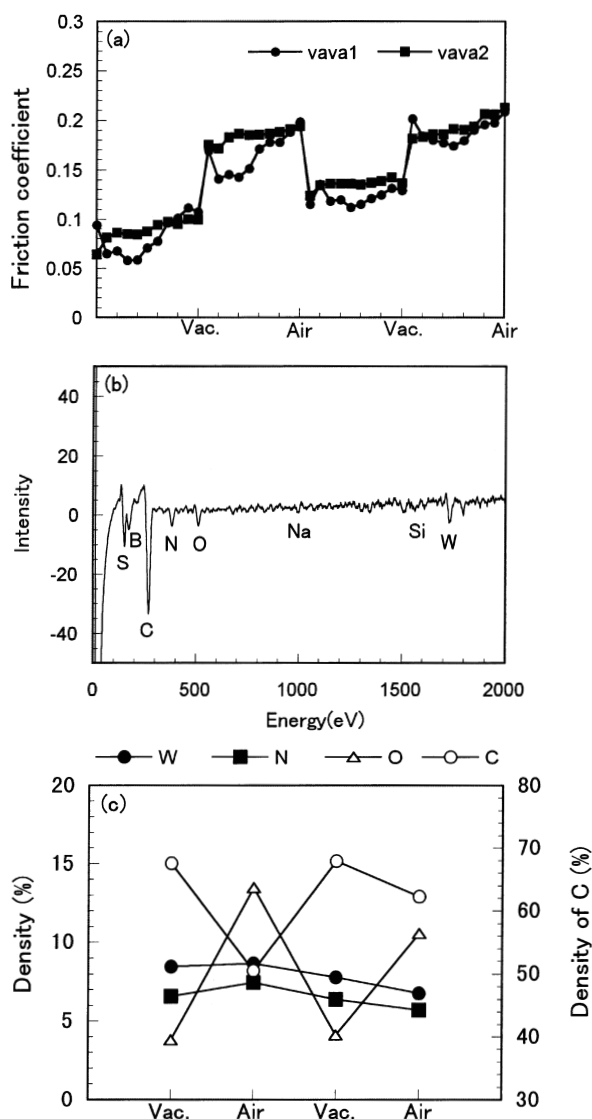 (a)
vava1
vava2
0.3
0.25
0.2
0.15
0.1
0.05
0
Friction coefficient
Vac. Air Vac. Air
(b)
40
20
0
-20
-40
Intensity
S B C N O Na Si W
0 500 1000 1500 2000
Energy(eV)
W N O C
(c)
20
15
10
5
0
Density (%)
80
70
60
50
40
30
Density of C (%)
Vac. Air Vac. Air